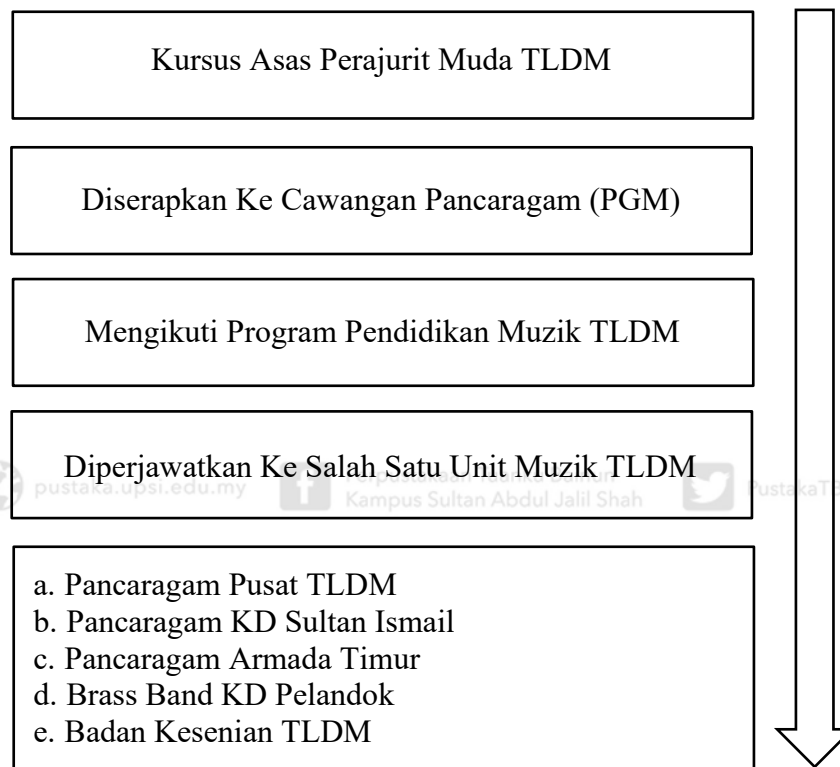 Kursus Asas Perajurit Muda TLDM
Diserapkan Ke Cawangan Pancaragam (PGM)
Mengikuti Program Pendidikan Muzik TLDM
Diperjawatkan Ke Salah Satu Unit Muzik TLDM
pustaka.upsi.edu.my
Kampus Sultan Abdul Jalil Shah
a. Pancaragam Pusat TLDM
b. Pancaragam KD Sultan Ismail
c. Pancaragam Armada Timur
d. Brass Band KD Pelandok
e. Badan Kesenian TLDM